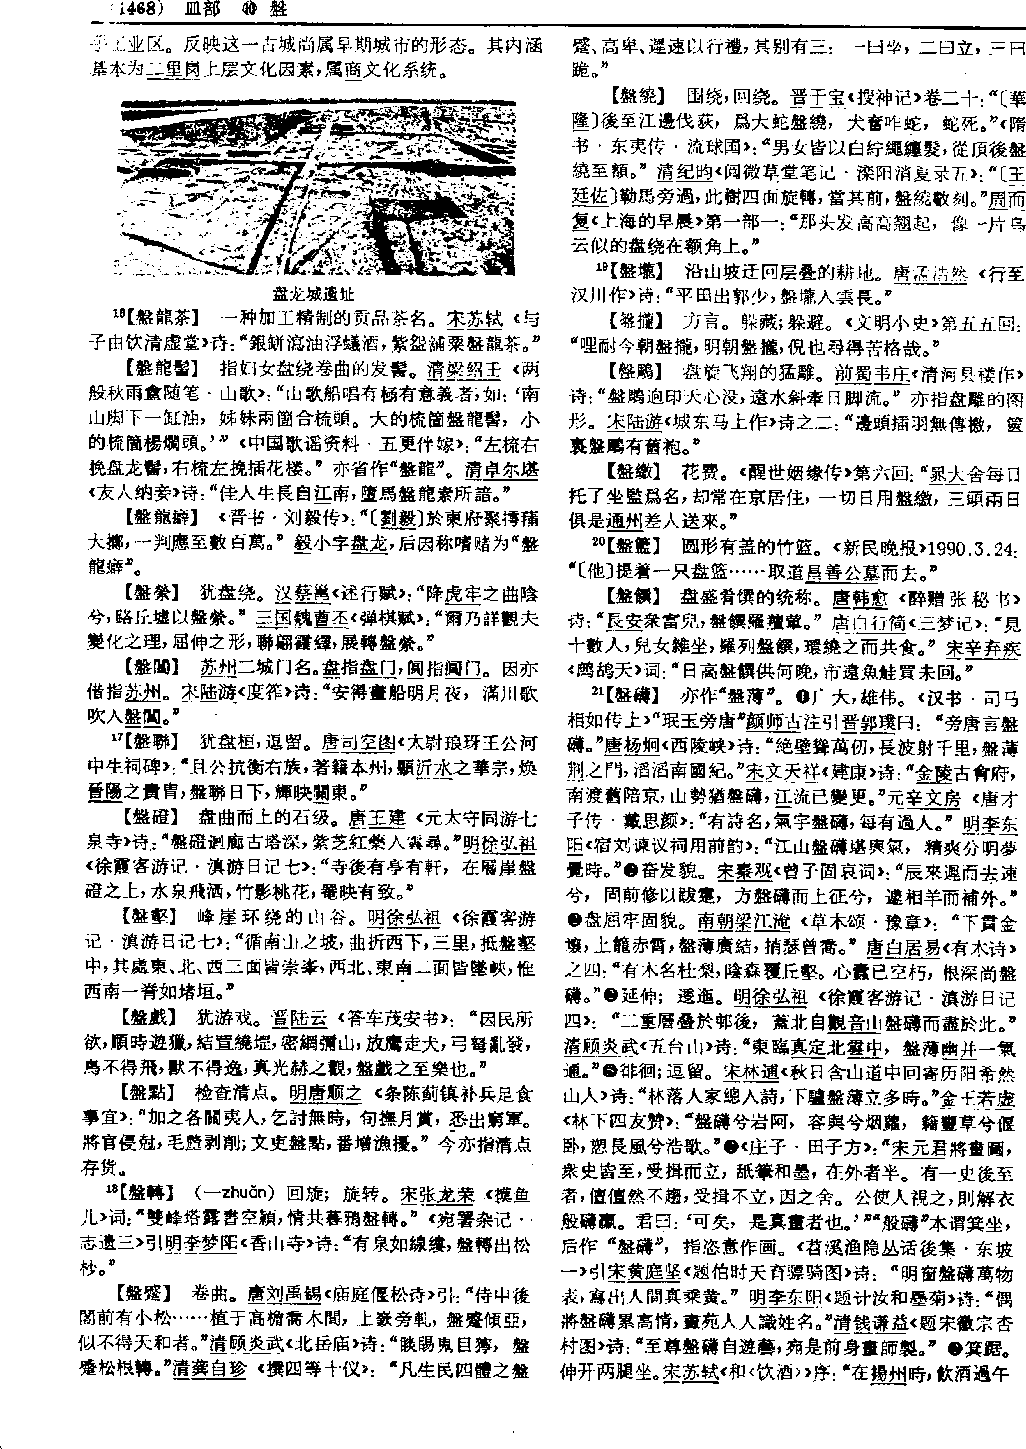 (1468) 皿部 ⑩ 盤
手工业区。反映这一古城尚属早期城市的形态。其内涵
基本为二里岗上层文化因素，属商文化系统。
盘龙城遗址
¹⁶【盤龍茶】 一种加工精制的贡品茶名。宋苏轼《与
子由饮清虚堂》诗：“銀缾瀉油浮蟻酒，紫盌鋪粟盤龍茶。”
【盤龍髻】 指妇女盘绕卷曲的发髻。清梁绍壬《两
般秋雨盦随笔·山歌》：“山歌船唱有極有意義者，如：‘南
山脚下一缸油，姊妹兩箇合梳頭。大的梳箇盤龍髻，小
的梳箇楊爛頭。’”《中国歌谣资料·五更伴嫁》：“左梳右
挽盘龙髻，右梳左挽插花楼。”亦省作“盤龍”。清卓尔堪
《友人纳妾》诗：“佳人生長自江南，墮馬盤龍素所諳。”
【盤龍癖】 《晋书·刘毅传》：“〔劉毅〕於東府聚摴蒱
大擲，一判應至數百萬。”毅小字盘龙，后因称嗜赌为“盤
龍癖”。
【盤縈】 犹盘绕。汉蔡邕《述行赋》：“降虎牢之曲陰
兮，路丘墟以盤縈。”三国魏曹丕《弹棋赋》：“爾乃詳觀夫
變化之理，屈伸之形，聯翩霍繹，展轉盤縈。”
【盤閶】 苏州二城门名。盘指盘门，阊指阊门。因亦
借指苏州。宋陆游《度筰》诗：“安得畫船明月夜，滿川歌
吹入盤閶。”
¹⁷【盤聯】 犹盘桓，逗留。唐司空图《太尉琅玡王公河
中生祠碑》：“且公抗衡右族，著籍本州，顯沂水之華宗，煥
晉陽之貴胄，盤聯日下，輝映關東。”
【盤磴】 盘曲而上的石级。唐王建《元太守同游七
泉寺》诗：“盤磴迴廊古塔深，紫芝紅藥入雲尋。”明徐弘祖
《徐霞客游记·滇游日记七》：“寺後有亭有軒，在層崖盤
磴之上，水泉飛洒，竹影桃花，罨映有致。”
【盤壑】 峰崖环绕的山谷。明徐弘祖《徐霞客游
记·滇游日记七》：“循南山之坡，曲折西下，三里，抵盤壑
中，其處東、北、西三面皆崇峯，西北、東南二面皆墜峽，惟
西南一脊如堵垣。”
【盤戲】 犹游戏。晋陆云《答车茂安书》：“因民所
欲，順時遊獵，結罝繞堽，密網彌山，放鷹走犬，弓弩亂發，
鳥不得飛，獸不得逸，真光赫之觀，盤戲之至樂也。”
【盤點】 检查清点。明唐顺之《条陈蓟镇补兵足食
事宜》：“加之各關夷人，乞討無時，旬撫月賞，悉出窮軍。
將官侵尅，毛憗剥削；文吏盤點，番增漁擾。”今亦指清点
存货。
¹⁸【盤轉】 （—zhuǎn）回旋；旋转。宋张龙荣《摸鱼
儿》词：“雙峰塔露書空穎，情共暮鴉盤轉。”《宛署杂记·
志遗三》引明李梦阳《香山寺》诗：“有泉如線縷，盤轉出松
杪。”
【盤蹙】 卷曲。唐刘禹锡《庙庭偃松诗》引：“侍中後
閣前有小松……植于高檐喬木間，上嶔旁軋，盤蹙傾亞，
似不得天和者。”清顾炎武《北岳庙》诗：“睒睗鬼目獰，盤
蹙松根轉。”清龚自珍《撰四等十仪》：“凡生民四體之盤
蹙、高卑、遲速以行禮，其别有三：一曰坐，二曰立，三曰
跪。”
【盤繞】 围绕，回绕。晋干宝《搜神记》卷二十：“〔華
隆〕後至江邊伐荻，爲大蛇盤繞，犬奮咋蛇，蛇死。”《隋
书·东夷传·流球国》：“男女皆以白紵繩纏髮，從頂後盤
繞至額。”清纪昀《阅微草堂笔记·滦阳消夏录五》：“〔王
廷佐〕勒馬旁過，此樹四面旋轉，當其前，盤繞數刻。”周而
复《上海的早晨》第一部一：“那头发高高翘起，像一片乌
云似的盘绕在额角上。”
¹⁹【盤壠】 沿山坡迂回层叠的耕地。唐孟浩然《行至
汉川作》诗：“平田出郭少，盤壠入雲長。”
【盤攏】 方言。躲藏；躲避。《文明小史》第五五回：
“哩耐今朝盤攏，明朝盤攏，倪也尋得苦格哉。”
【盤鵰】 盘旋飞翔的猛雕。前蜀韦庄《清河县楼作》
诗：“盤鵰迥印天心没，遠水斜牽日脚流。”亦指盘雕的图
形。宋陆游《城东马上作》诗之二：“邊頭插羽無傳檄，篋
裏盤鵰有舊袍。”
【盤繳】 花费。《醒世姻缘传》第六回：“晁大舍每日
托了坐監爲名，却常在京居住，一切日用盤繳，三頭兩日
俱是通州差人送來。”
²⁰【盤籃】 圆形有盖的竹篮。《新民晚报》1990.3.24：
“〔他〕提着一只盘篮……取道昌善公墓而去。”
【盤饌】 盘盛肴馔的统称。唐韩愈《醉赠张秘书》
诗：“長安衆富兒，盤饌羅羶葷。”唐白行简《三梦记》：“見
十數人，兒女雜坐，羅列盤饌，環繞之而共食。”宋辛弃疾
《鹧鸪天》词：“日高盤饌供何晚，市遠魚鮭買未回。”
²¹【盤礴】 亦作“盤薄”。❶广大，雄伟。《汉书·司马
相如传上》“珉玉旁唐”颜师古注引晋郭璞曰：“旁唐言盤
礴。”唐杨炯《西陵峡》诗：“絶壁聳萬仞，長波射千里，盤薄
荆之門，滔滔南國紀。”宋文天祥《建康》诗：“金陵古會府，
南渡舊陪京，山勢猶盤礴，江流已變更。”元辛文房《唐才
子传·戴思颜》：“有詩名，氣宇盤礴，每有過人。”明李东
阳《宿刘谏议祠用前韵》：“江山盤礴堪輿氣，精爽分明夢
覺時。”❷奋发貌。宋秦观《曾子固哀词》：“辰來遲而去速
兮，固前修以跋疐，方盤礴而上征兮，遽相羊而補外。”
❸盘屈牢固貌。南朝梁江淹《草木颂·豫章》：“下貫金
壤，上籠赤霄，盤薄廣結，捎瑟曾喬。”唐白居易《有木诗》
之四：“有木名杜梨，陰森覆丘壑。心蠹已空朽，根深尚盤
礴。”❹延伸；逶迤。明徐弘祖《徐霞客游记·滇游日记
四》：“二重層疊於邨後，蓋北自觀音山盤礴而盡於此。”
清顾炎武《五台山》诗：“東臨真定北雲中，盤薄幽并一氣
通。”❺徘徊；逗留。宋林逋《秋日含山道中回寄历阳希然
山人》诗：“林落人家總入詩，下驢盤薄立多時。”金王若虚
《林下四友赞》：“盤礴兮岩阿，容與兮烟蘿，籍豐草兮偃
卧，愬長風兮浩歌。”❻《庄子·田子方》：“宋元君將畫圖，
衆史皆至，受揖而立，舐筆和墨，在外者半。有一史後至
者，儃儃然不趨，受揖不立，因之舍。公使人視之，則解衣
般礴臝。君曰：‘可矣，是真畫者也。’”“般礴”本谓箕坐，
后作“盤礴”，指恣意作画。《苕溪渔隐丛话後集·东坡
一》引宋黄庭坚《题伯时天育骠骑图》诗：“明窗盤礴萬物
表，寫出人間真乘黃。”明李东阳《题计汝和墨菊》诗：“偶
將盤礴累高情，畫苑人人識姓名。”清钱谦益《题宋徽宗杏
村图》诗：“至尊盤礴自遊藝，宛是前身畫師製。”❼箕踞。
伸开两腿坐。宋苏轼《和〈饮酒〉》序：“在揚州時，飲酒過午